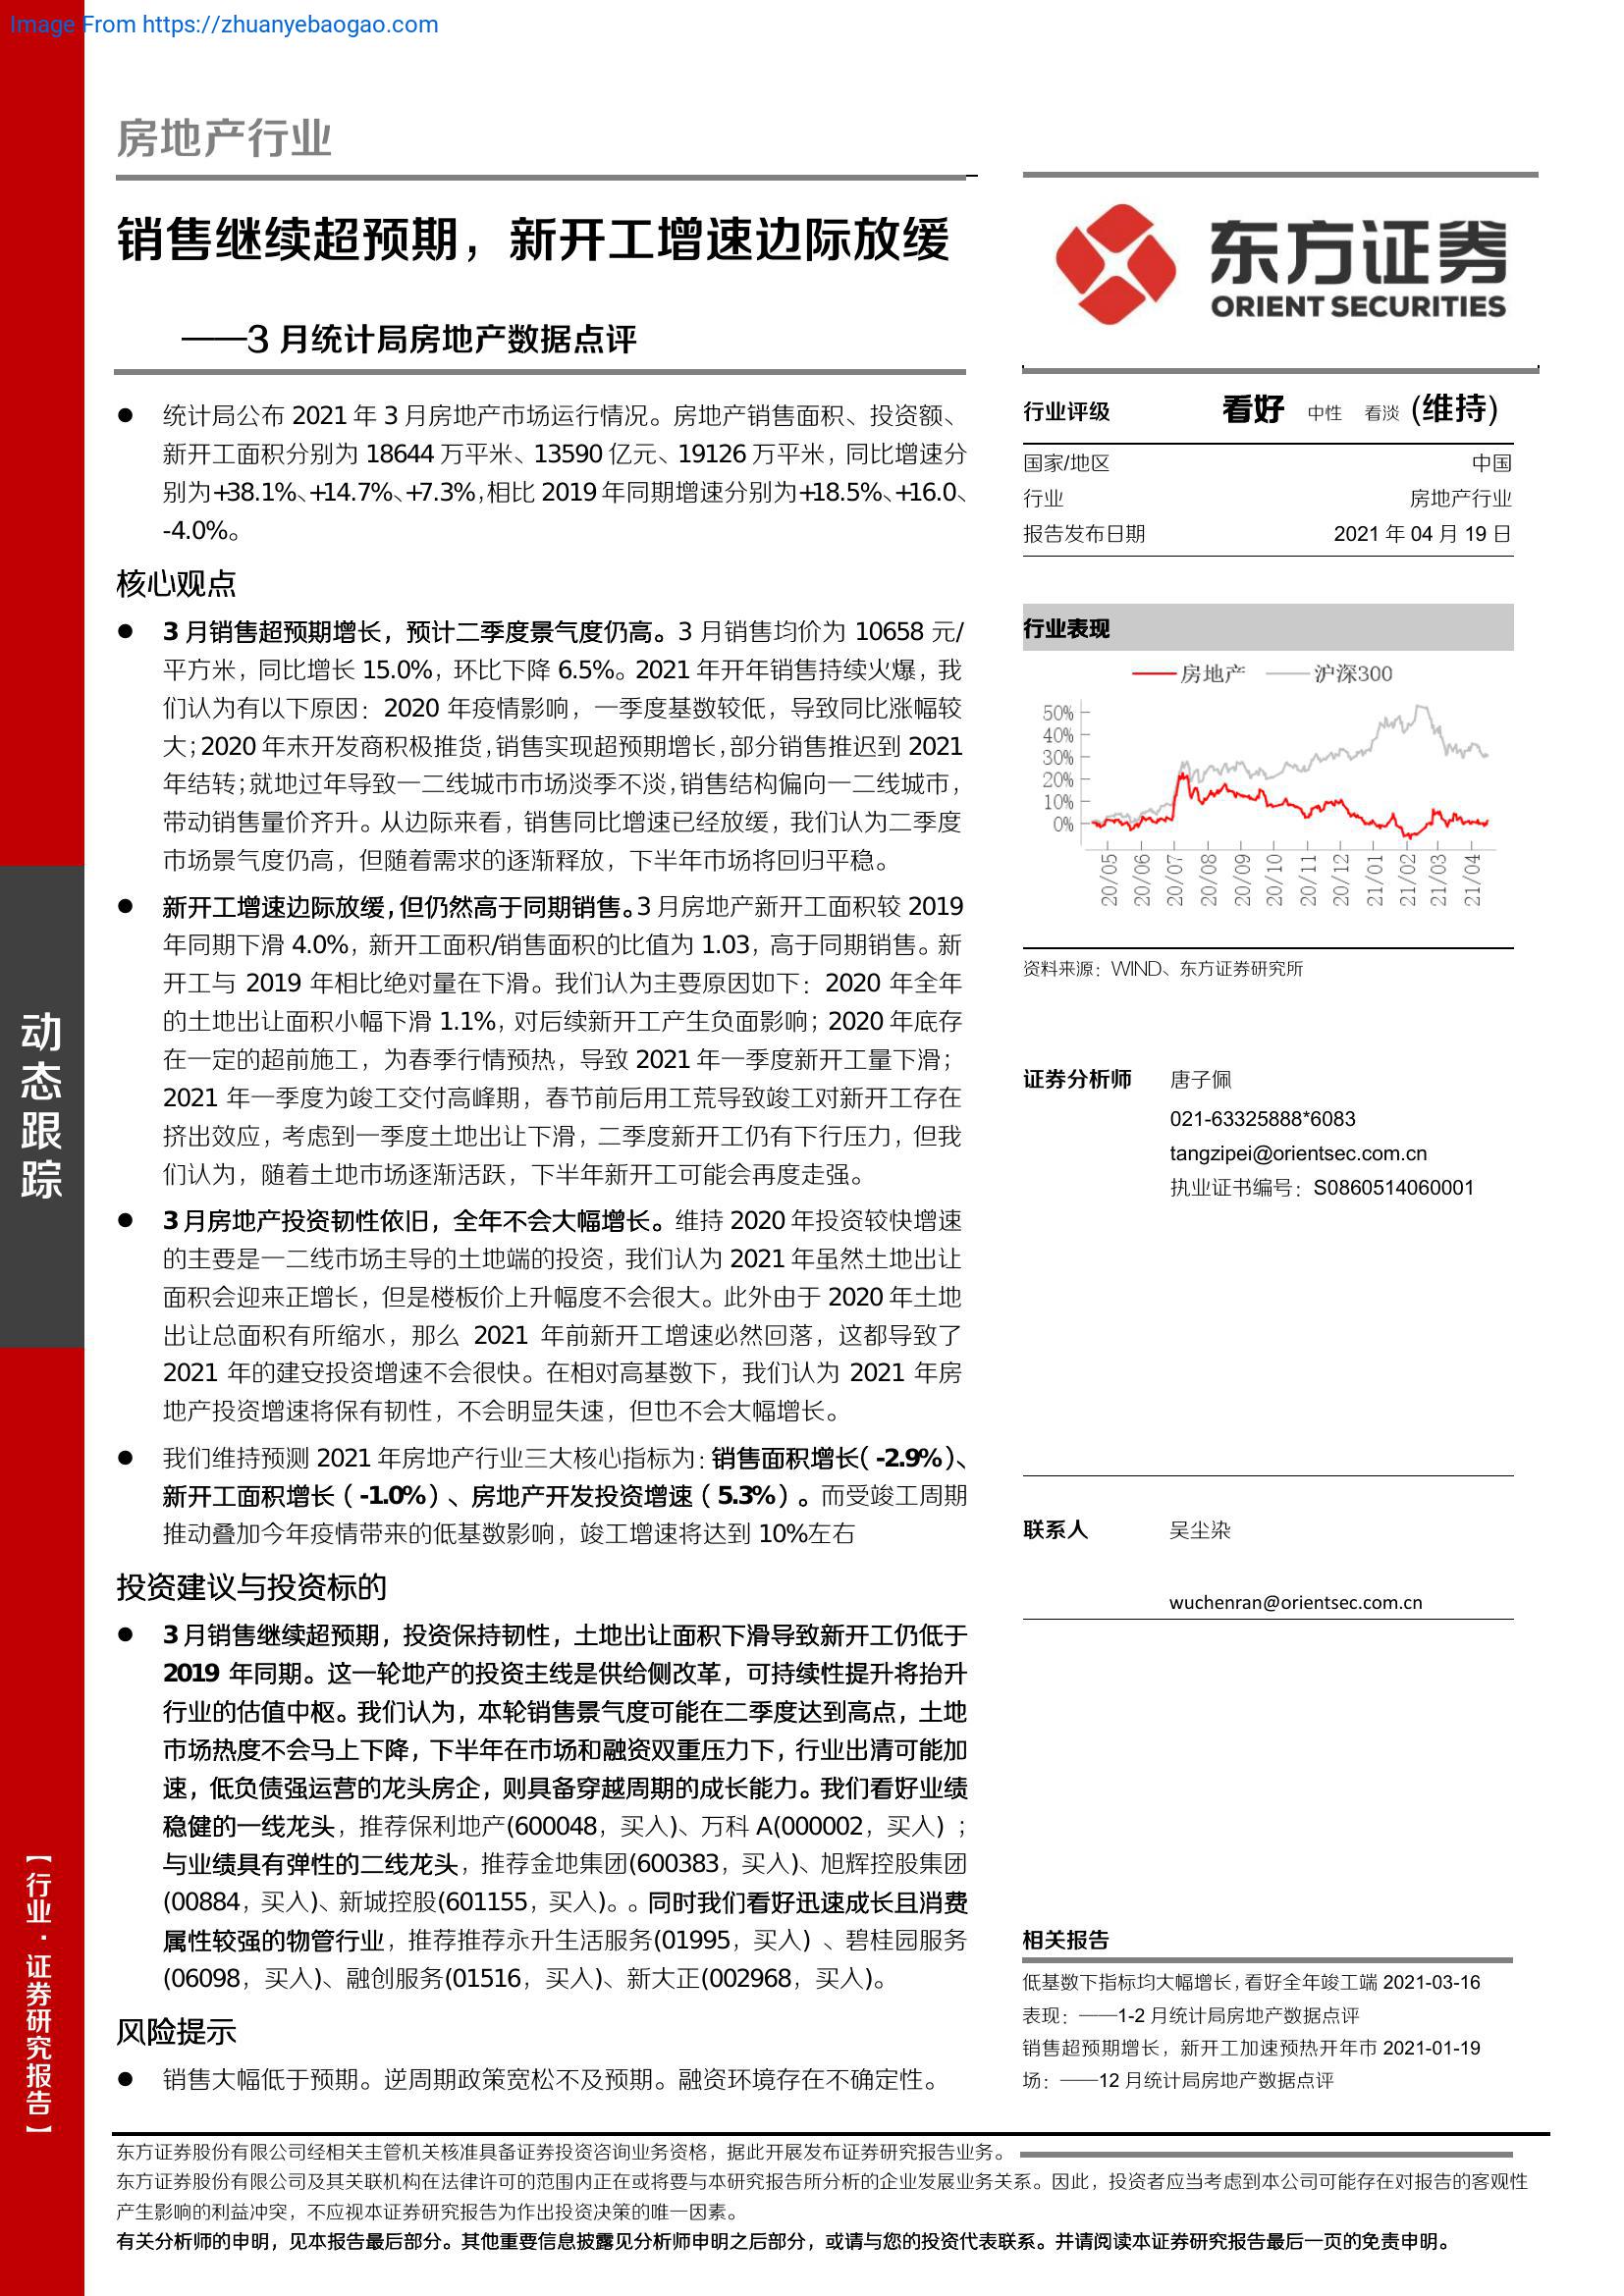 Image From https://zhuanyebaogao.com
房地产行业
销售继续超预期，新开工增速边际放缓
——3 月统计局房地产数据点评
● 统计局公布 2021 年 3 月房地产市场运行情况。房地产销售面积、投资额、
新开工面积分别为 18644 万平米、13590 亿元、19126 万平米，同比增速分
别为+38.1%、+14.7%、+7.3%，相比 2019 年同期增速分别为+18.5%、+16.0、
-4.0%。
核心观点
● 3 月销售超预期增长，预计二季度景气度仍高。3 月销售均价为 10658 元/
平方米，同比增长 15.0%，环比下降 6.5%。2021 年开年销售持续火爆，我
们认为有以下原因：2020 年疫情影响，一季度基数较低，导致同比涨幅较
大；2020 年末开发商积极推货，销售实现超预期增长，部分销售推迟到 2021
年结转；就地过年导致一二线城市市场淡季不淡，销售结构偏向一二线城市，
带动销售量价齐升。从边际来看，销售同比增速已经放缓，我们认为二季度
市场景气度仍高，但随着需求的逐渐释放，下半年市场将回归平稳。
● 新开工增速边际放缓，但仍然高于同期销售。3 月房地产新开工面积较 2019
年同期下滑 4.0%，新开工面积/销售面积的比值为 1.03，高于同期销售。新
开工与 2019 年相比绝对量在下滑。我们认为主要原因如下：2020 年全年
的土地出让面积小幅下滑 1.1%，对后续新开工产生负面影响；2020 年底存
在一定的超前施工，为春季行情预热，导致 2021 年一季度新开工量下滑；
2021 年一季度为竣工交付高峰期，春节前后用工荒导致竣工对新开工存在
挤出效应，考虑到一季度土地出让下滑，二季度新开工仍有下行压力，但我
们认为，随着土地市场逐渐活跃，下半年新开工可能会再度走强。
● 3 月房地产投资韧性依旧，全年不会大幅增长。维持 2020 年投资较快增速
的主要是一二线市场主导的土地端的投资，我们认为 2021 年虽然土地出让
面积会迎来正增长，但是楼板价上升幅度不会很大。此外由于 2020 年土地
出让总面积有所缩水，那么 2021 年前新开工增速必然回落，这都导致了
2021 年的建安投资增速不会很快。在相对高基数下，我们认为 2021 年房
地产投资增速将保有韧性，不会明显失速，但也不会大幅增长。
● 我们维持预测 2021 年房地产行业三大核心指标为：销售面积增长（-2.9%）、
新开工面积增长（-1.0%）、房地产开发投资增速（5.3%）。而受竣工周期
推动叠加今年疫情带来的低基数影响，竣工增速将达到 10%左右
投资建议与投资标的
● 3 月销售继续超预期，投资保持韧性，土地出让面积下滑导致新开工仍低于
2019 年同期。这一轮地产的投资主线是供给侧改革，可持续性提升将抬升
行业的估值中枢。我们认为，本轮销售景气度可能在二季度达到高点，土地
市场热度不会马上下降，下半年在市场和融资双重压力下，行业出清可能加
速，低负债强运营的龙头房企，则具备穿越周期的成长能力。我们看好业绩
稳健的一线龙头，推荐保利地产(600048，买入)、万科 A(000002，买入)；
与业绩具有弹性的二线龙头，推荐金地集团(600383，买入)、旭辉控股集团
(00884，买入)、新城控股(601155，买入)。。同时我们看好迅速成长且消费
属性较强的物管行业，推荐推荐永升生活服务(01995，买入) 、碧桂园服务
(06098，买入)、融创服务(01516，买入)、新大正(002968，买入)。
风险提示
● 销售大幅低于预期。逆周期政策宽松不及预期。融资环境存在不确定性。
东方证券
ORIENT SECURITIES
行业评级 看好 中性 看淡 (维持)
国家/地区 中国
行业 房地产行业
报告发布日期 2021 年 04 月 19 日
行业表现
房地产 沪深300
50%
40%
30%
20%
10%
0%
20/05 20/06 20/07 20/08 20/09 20/10 20/11 20/12 21/01 21/02 21/03 21/04
资料来源：WIND、东方证券研究所
证券分析师 唐子佩
021-63325888*6083
tangzipei@orientsec.com.cn
执业证书编号：S0860514060001
联系人 吴尘染
wuchenran@orientsec.com.cn
相关报告
低基数下指标均大幅增长，看好全年竣工端 2021-03-16
表现：——1-2 月统计局房地产数据点评
销售超预期增长，新开工加速预热开年市 2021-01-19
场：——12 月统计局房地产数据点评
动态跟踪
【行业·证券研究报告】
东方证券股份有限公司经相关主管机关核准具备证券投资咨询业务资格，据此开展发布证券研究报告业务。
东方证券股份有限公司及其关联机构在法律许可的范围内正在或将要与本研究报告所分析的企业发展业务关系。因此，投资者应当考虑到本公司可能存在对报告的客观性
产生影响的利益冲突，不应视本证券研究报告为作出投资决策的唯一因素。
有关分析师的申明，见本报告最后部分。其他重要信息披露见分析师申明之后部分，或请与您的投资代表联系。并请阅读本证券研究报告最后一页的免责申明。